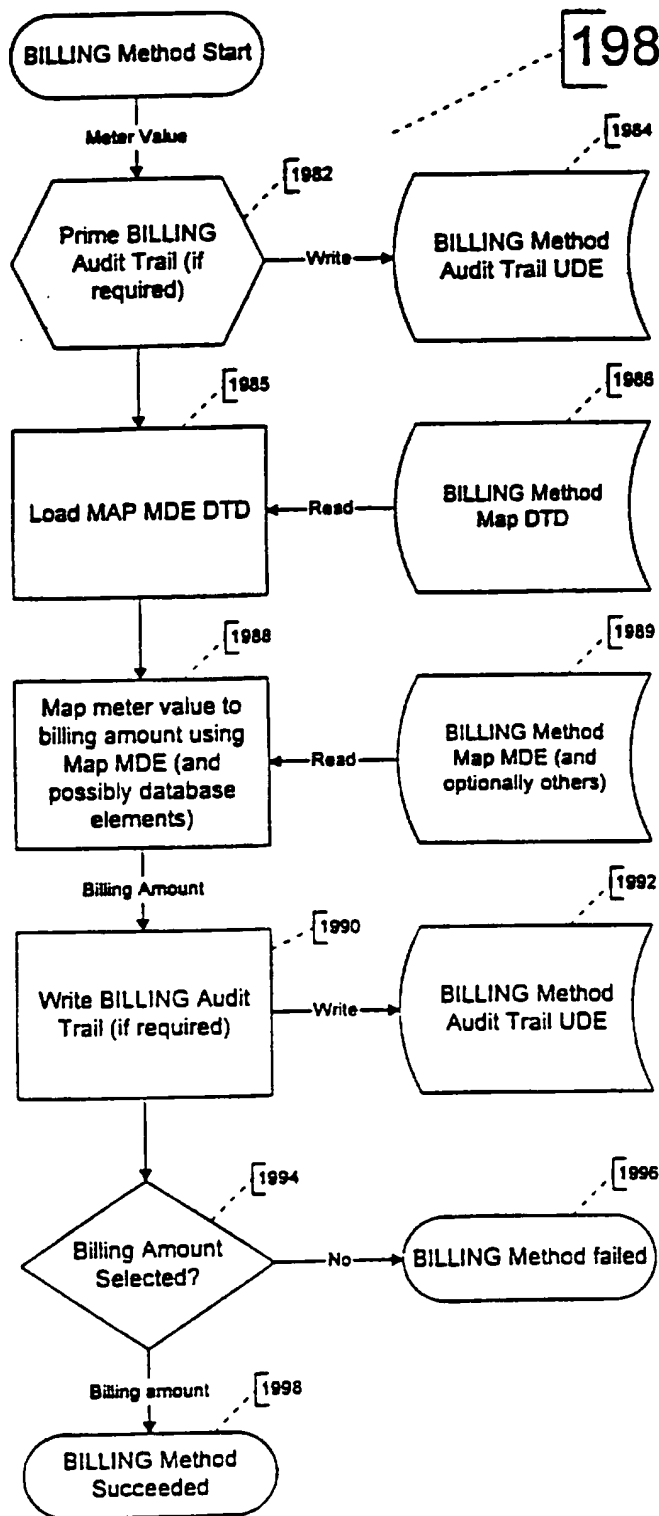 BILLING Method Start
198
Meter Value
1984
1982
Prime BILLING
Audit Trail (if
required)
Write
BILLING Method
Audit Trail UDE
1985
1986
Load MAP MDE DTD
Read
BILLING Method
Map DTD
1988
1989
Map meter value to
billing amount using
Map MDE (and
possibly database
elements)
Read
BILLING Method
Map MDE (and
optionally others)
Billing Amount
1992
1990
Write BILLING Audit
Trail (if required)
Write
BILLING Method
Audit Trail UDE
1994
1996
Billing Amount
Selected?
No
BILLING Method failed
Billing amount
1998
BILLING Method
Succeeded